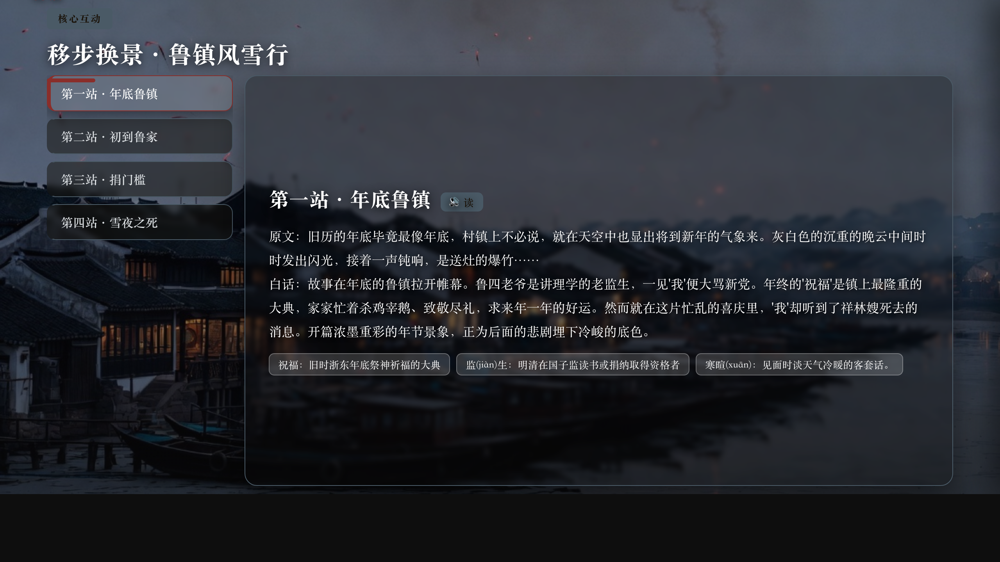 核心互动
移步换景·鲁镇风雪行
第一站·年底鲁镇
第二站·初到鲁家
第三站·捐门槛
第四站·雪夜之死
第一站·年底鲁镇
🔊 读
原文：旧历的年底毕竟最像年底，村镇上不必说，就在天空中也显出将到新年的气象来。灰白色的沉重的晚云中间时
时发出闪光，接着一声钝响，是送灶的爆竹……
白话：故事在年底的鲁镇拉开帷幕。鲁四老爷是讲理学的老监生，一见'我'便大骂新党。年终的'祝福'是镇上最隆重的
大典，家家忙着杀鸡宰鹅、致敬尽礼，求来年一年的好运。然而就在这片忙乱的喜庆里，'我'却听到了祥林嫂死去的
消息。开篇浓墨重彩的年节景象，正为后面的悲剧埋下冷峻的底色。
祝福：旧时浙东年底祭神祈福的大典
监(jiàn)生：明清在国子监读书或捐纳取得资格者
寒暄(xuān)：见面时谈天气冷暖的客套话。